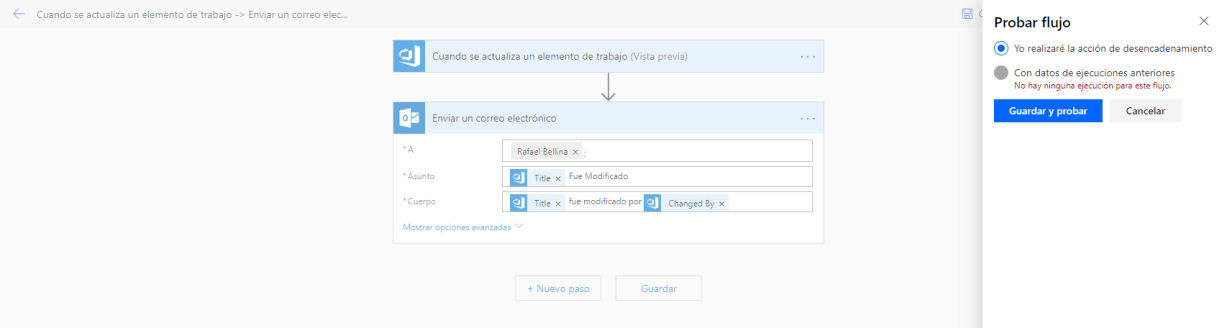 Cuando se actualiza un elemento de trabajo -> Enviar un correo elec...
Probar flujo
Yo realizaré la acción de desencadenamiento
Con datos de ejecuciones anteriores
No hay ninguna ejecución para este flujo.
Guardar y probar Cancelar
Cuando se actualiza un elemento de trabajo (Vista previa)
Enviar un correo electrónico
* A Rafael Bellina × ;
* Asunto Title × Fue Modificado
* Cuerpo Title × fue modificado por Changed By ×
Mostrar opciones avanzadas
+ Nuevo paso Guardar